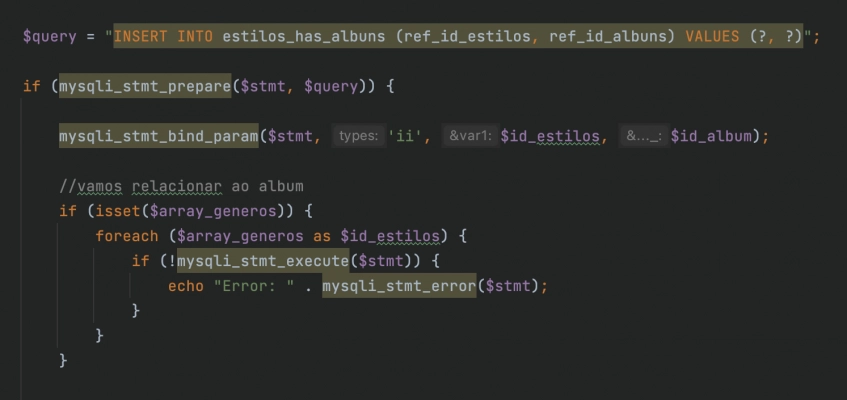 $query = "INSERT INTO estilos_has_albuns (ref_id_estilos, ref_id_albuns) VALUES (?, ?)";
if (mysqli_stmt_prepare($stmt, $query)) {
mysqli_stmt_bind_param($stmt, types: 'ii', &var1: $id_estilos, &..._: $id_album);
//vamos relacionar ao album
if (isset($array_generos)) {
foreach ($array_generos as $id_estilos) {
if (!mysqli_stmt_execute($stmt)) {
echo "Error: " . mysqli_stmt_error($stmt);
}
}
}